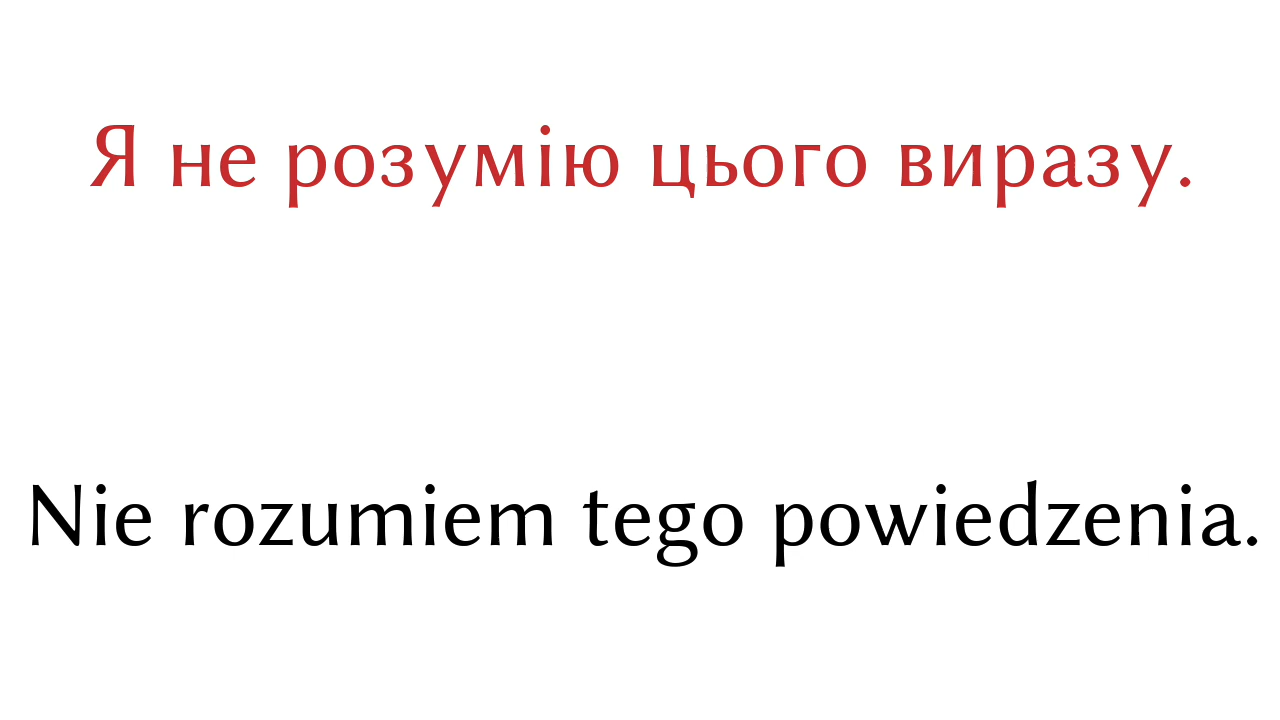 Я не розумію цього виразу.
Nie rozumiem tego powiedzenia.